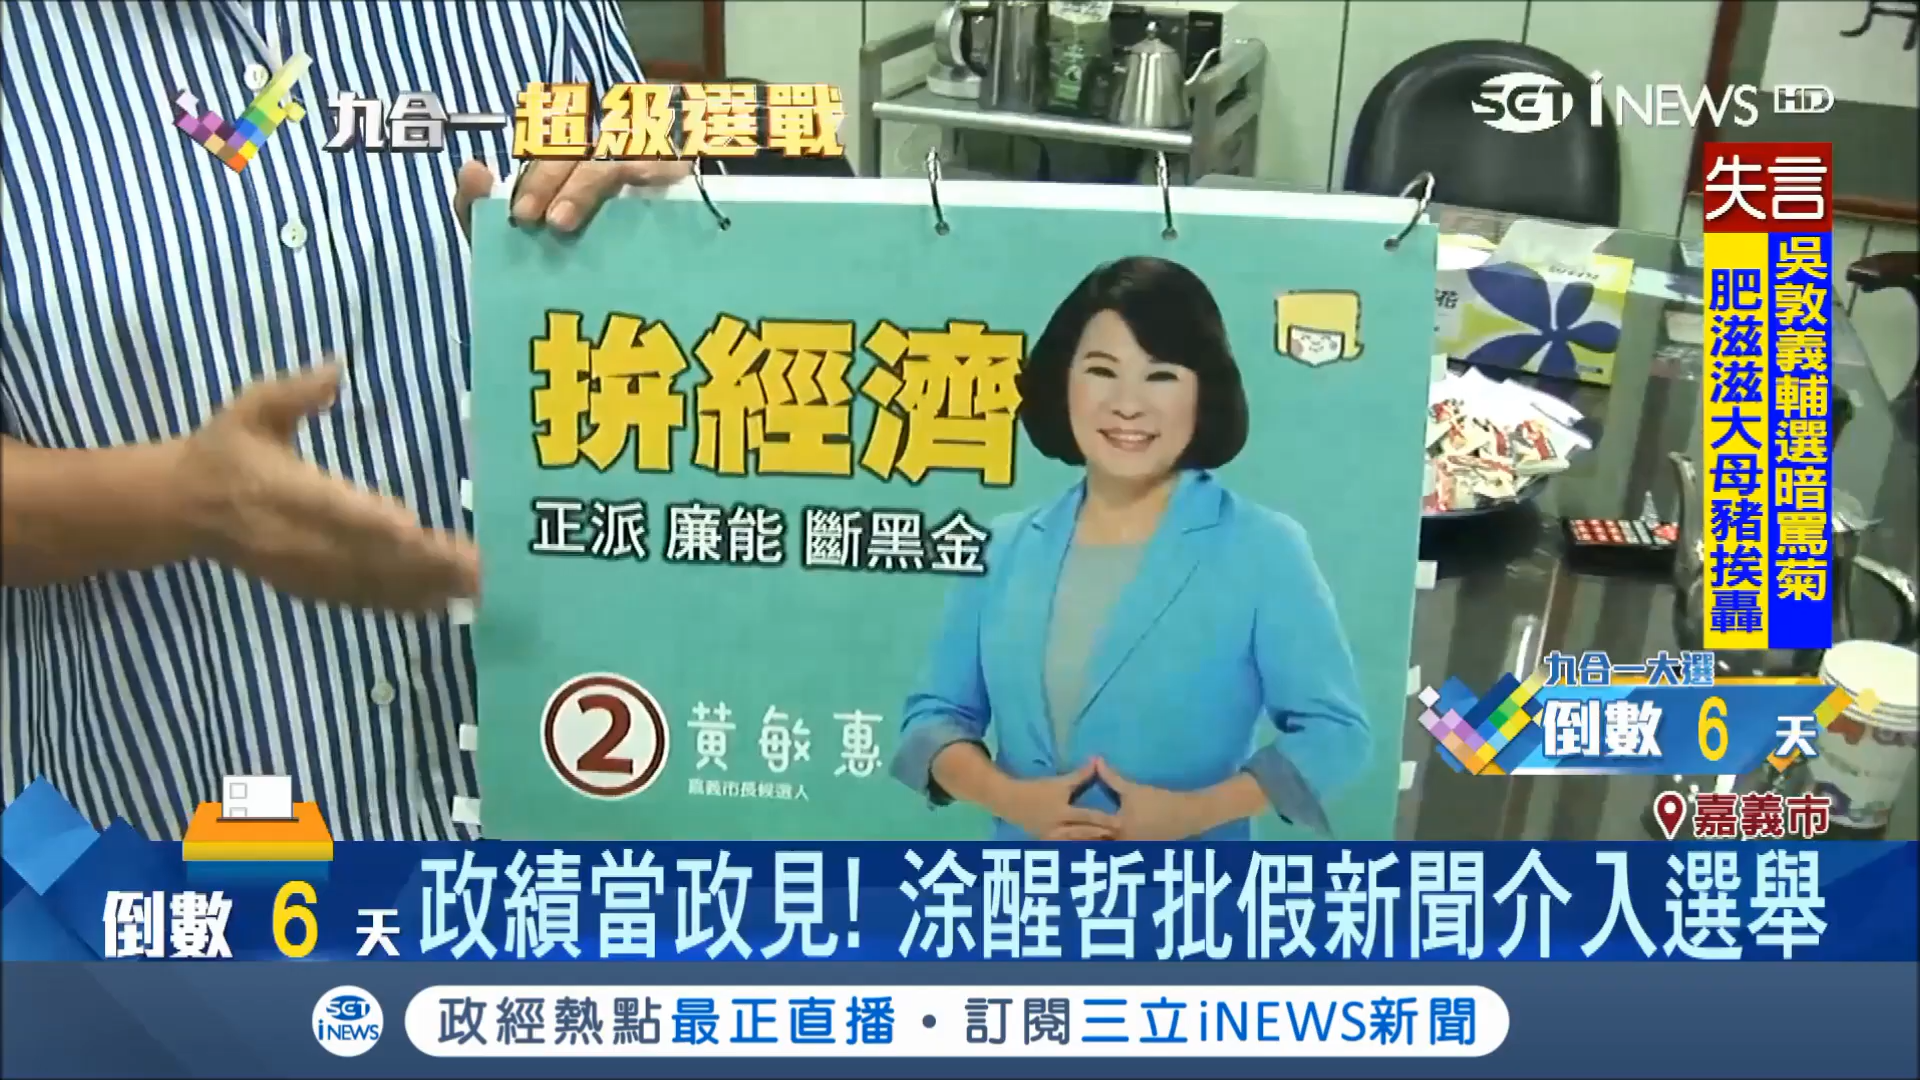 九合一超級選戰
SET iNEWS HD
失言
吳敦義輔選暗罵菊
肥滋滋大母豬挨轟
拚經濟
正派 廉能 斷黑金
2 黃敏惠
嘉義市長候選人
九合一大選
倒數 6 天
嘉義市
倒數 6 天
政績當政見! 涂醒哲批假新聞介入選舉
SET iNEWS
政經熱點最正直播・訂閱三立iNEWS新聞